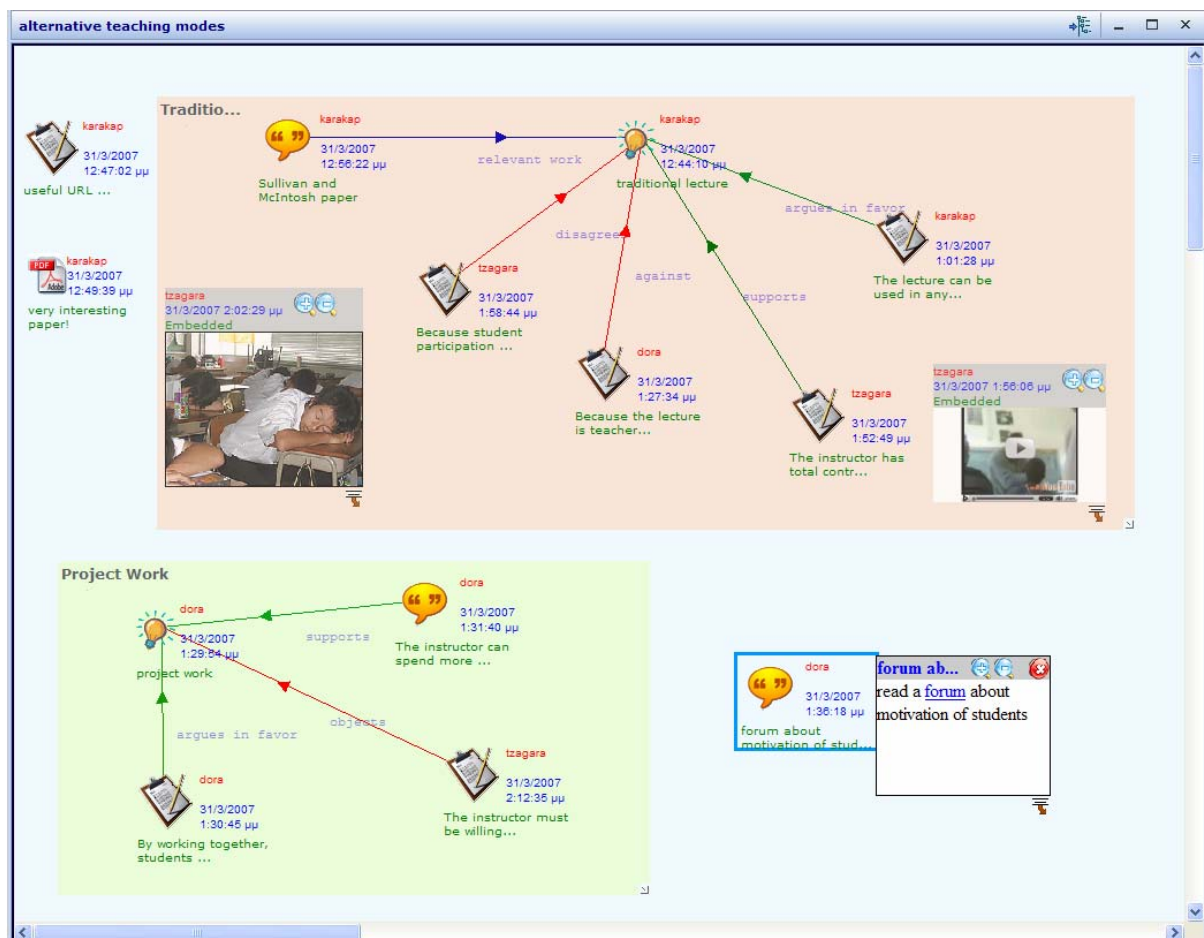 alternative teaching modes
karakap
31/3/2007
12:47:02 μμ
useful URL ...
karakap
31/3/2007
12:49:39 μμ
very interesting
paper!
Traditio...
karakap
31/3/2007
12:56:22 μμ
Sullivan and
McIntosh paper
relevant work
karakap
31/3/2007
12:44:10 μμ
traditional lecture
argues in favor
karakap
31/3/2007
1:01:28 μμ
The lecture can be
used in any...
disagree
tzagara
31/3/2007
1:58:44 μμ
Because student
participation ...
against
dora
31/3/2007
1:27:34 μμ
Because the lecture
is teacher...
supports
tzagara
31/3/2007
1:52:49 μμ
The instructor has
total contr...
tzagara
31/3/2007 2:02:29 μμ
Embedded
tzagara
31/3/2007 1:56:06 μμ
Embedded
Project Work
dora
31/3/2007
1:29:54 μμ
project work
supports
dora
31/3/2007
1:31:40 μμ
The instructor can
spend more ...
argues in favor
dora
31/3/2007
1:30:45 μμ
By working together,
students ...
objects
tzagara
31/3/2007
2:12:35 μμ
The instructor must
be willing...
dora
31/3/2007
1:36:18 μμ
forum about
motivation of stud...
forum ab...
read a forum about
motivation of students